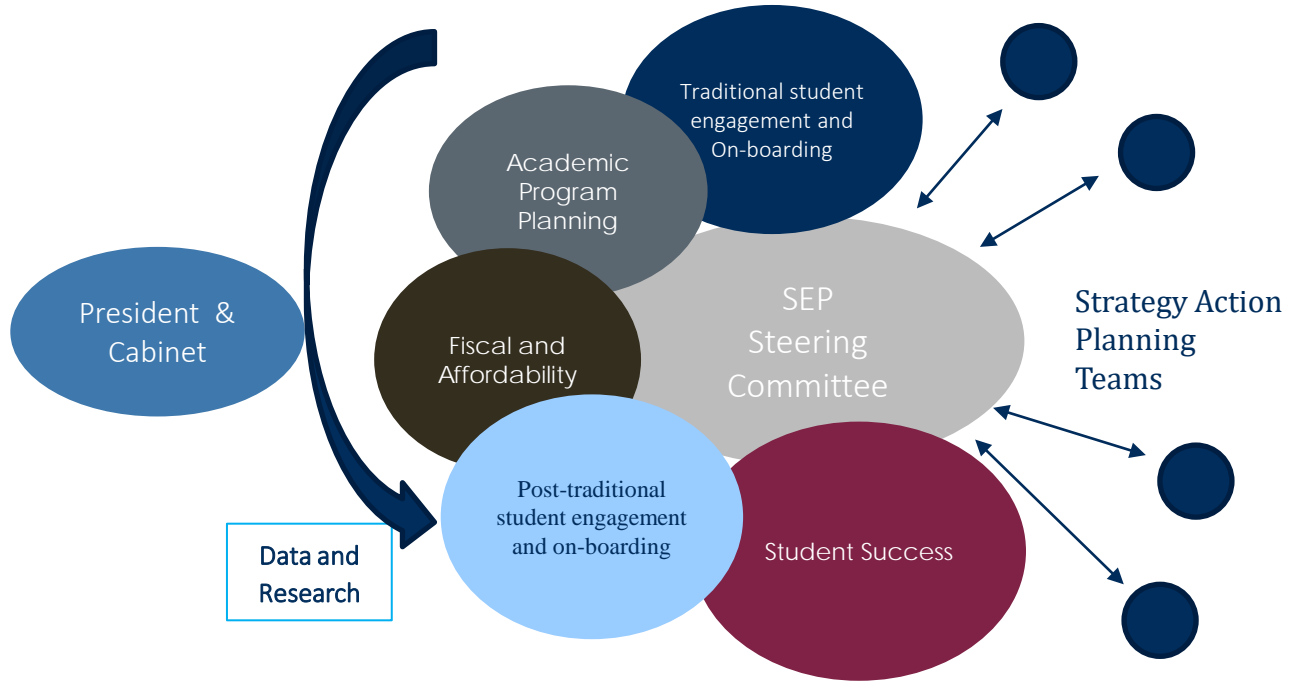 Traditional student
engagement and
On-boarding
Academic
Program
Planning
President & 
Cabinet
SEP
Steering
Committee
Strategy Action
Planning
Teams
Fiscal and
Affordability
Post-traditional
student engagement
and on-boarding
Student Success
Data and
Research